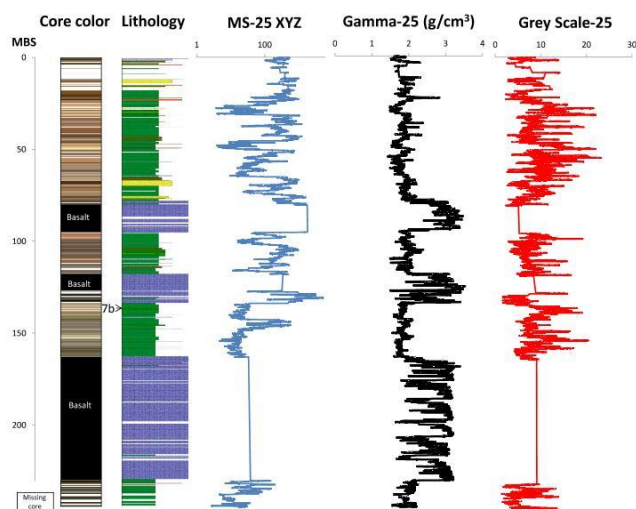 Core color Lithology MS-25 XYZ Gamma-25 (g/cm³) Grey Scale-25
MBS 1 100 0 1 2 3 4 0 10 20 30
0
50
Basalt
100
Basalt
7b>
150
Basalt
200
Missing
core